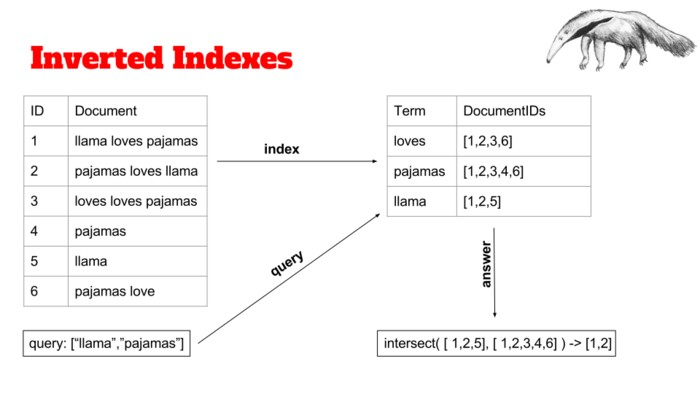 Inverted Indexes
ID Document
1 llama loves pajamas
2 pajamas loves llama
3 loves loves pajamas
4 pajamas
5 llama
6 pajamas love
index
Term DocumentIDs
loves [1,2,3,6]
pajamas [1,2,3,4,6]
llama [1,2,5]
query
answer
query: [“llama”,”pajamas”]
intersect( [ 1,2,5], [ 1,2,3,4,6] ) -> [1,2]